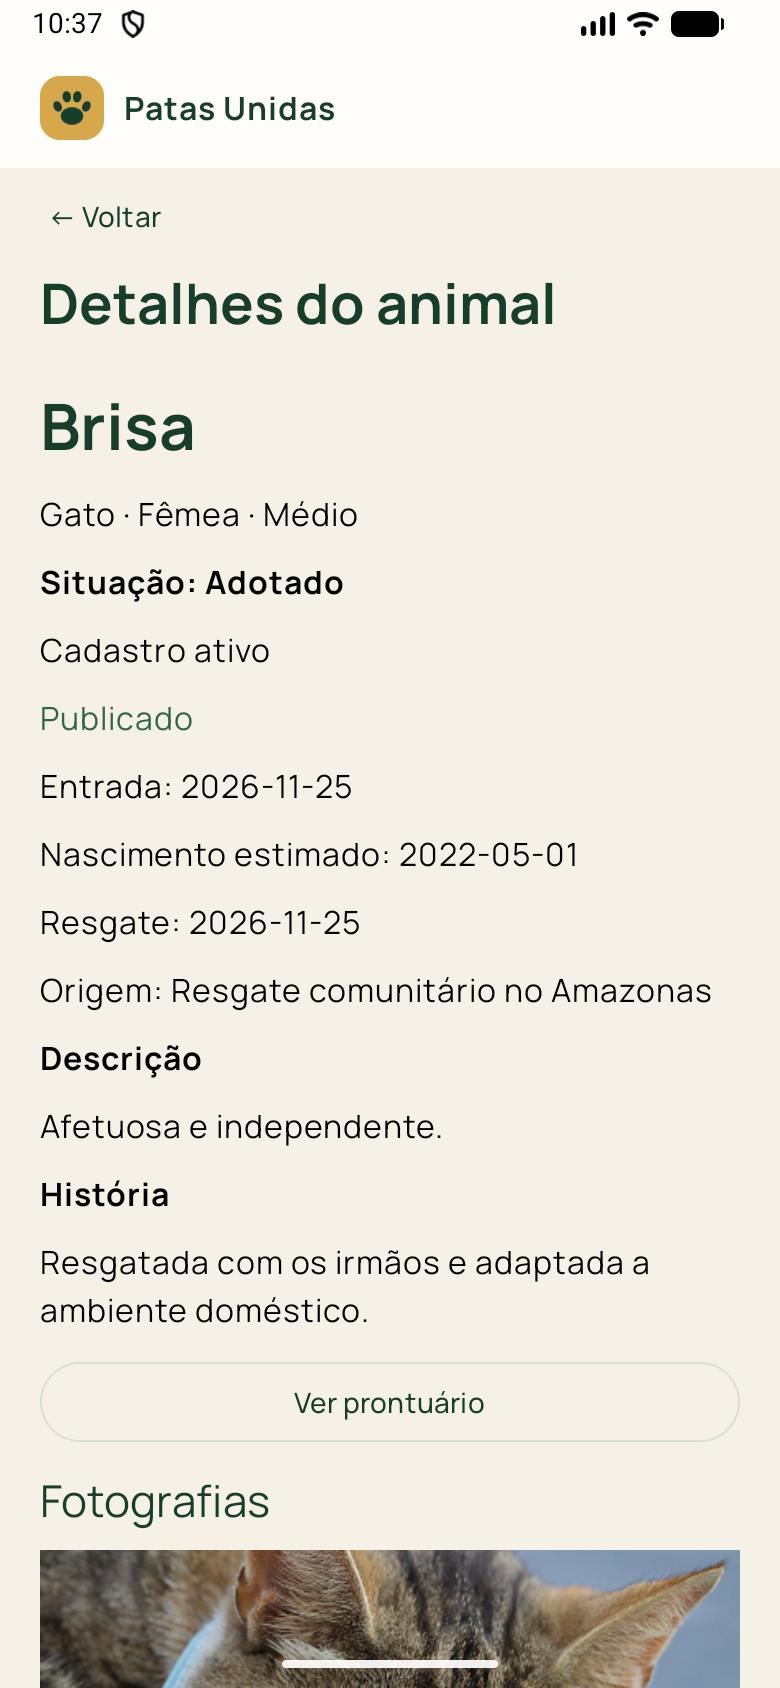 10:37
Patas Unidas
← Voltar
Detalhes do animal
Brisa
Gato · Fêmea · Médio
Situação: Adotado
Cadastro ativo
Publicado
Entrada: 2026-11-25
Nascimento estimado: 2022-05-01
Resgate: 2026-11-25
Origem: Resgate comunitário no Amazonas
Descrição
Afetuosa e independente.
História
Resgatada com os irmãos e adaptada a
ambiente doméstico.
Ver prontuário
Fotografias